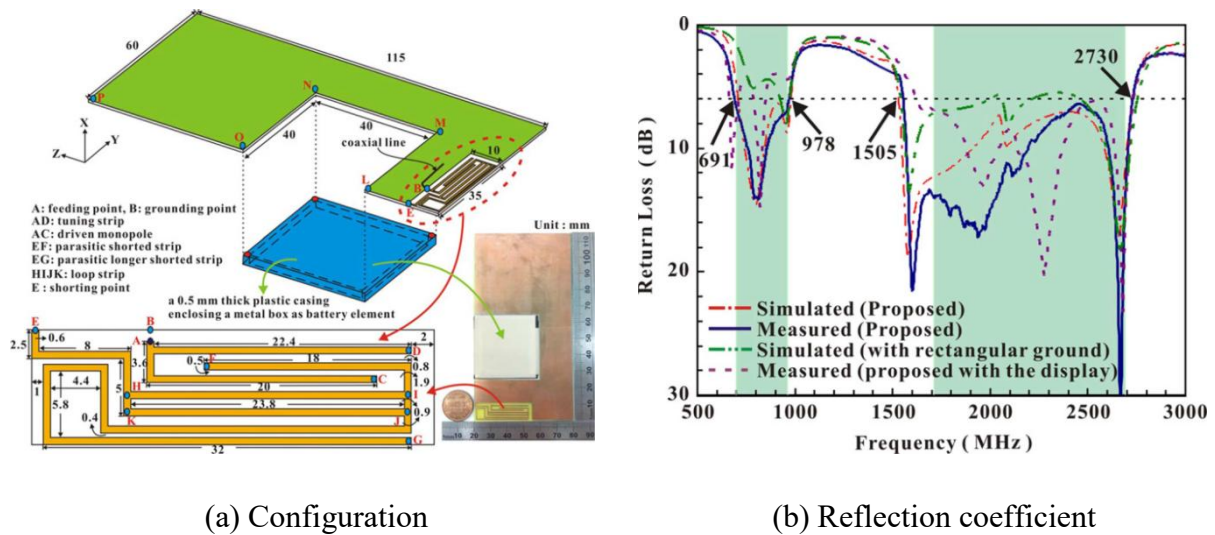 60
115
P
N
X
Y
Z
O
40
40
M
coaxial line
10
L
B
35
E
A: feeding point, B: grounding point
AD: tuning strip
AC: driven monopole
EF: parasitic shorted strip
EG: parasitic longer shorted strip
HIJK: loop strip
E : shorting point
Unit : mm
a 0.5 mm thick plastic casing
enclosing a metal box as battery element
E
B
2.5
0.6
8
A
22.4
2
D
3.6
0.5
F
18
0.8
1
4.4
5
H
20
C
1.9
I
5.8
23.8
0.9
0.4
K
J
32
G
0
10
20
30
Return Loss ( dB )
691
978
1505
2730
Simulated (Proposed)
Measured (Proposed)
Simulated (with rectangular ground)
Measured (proposed with the display)
500
1000
1500
2000
2500
3000
Frequency ( MHz )
(a) Configuration
(b) Reflection coefficient